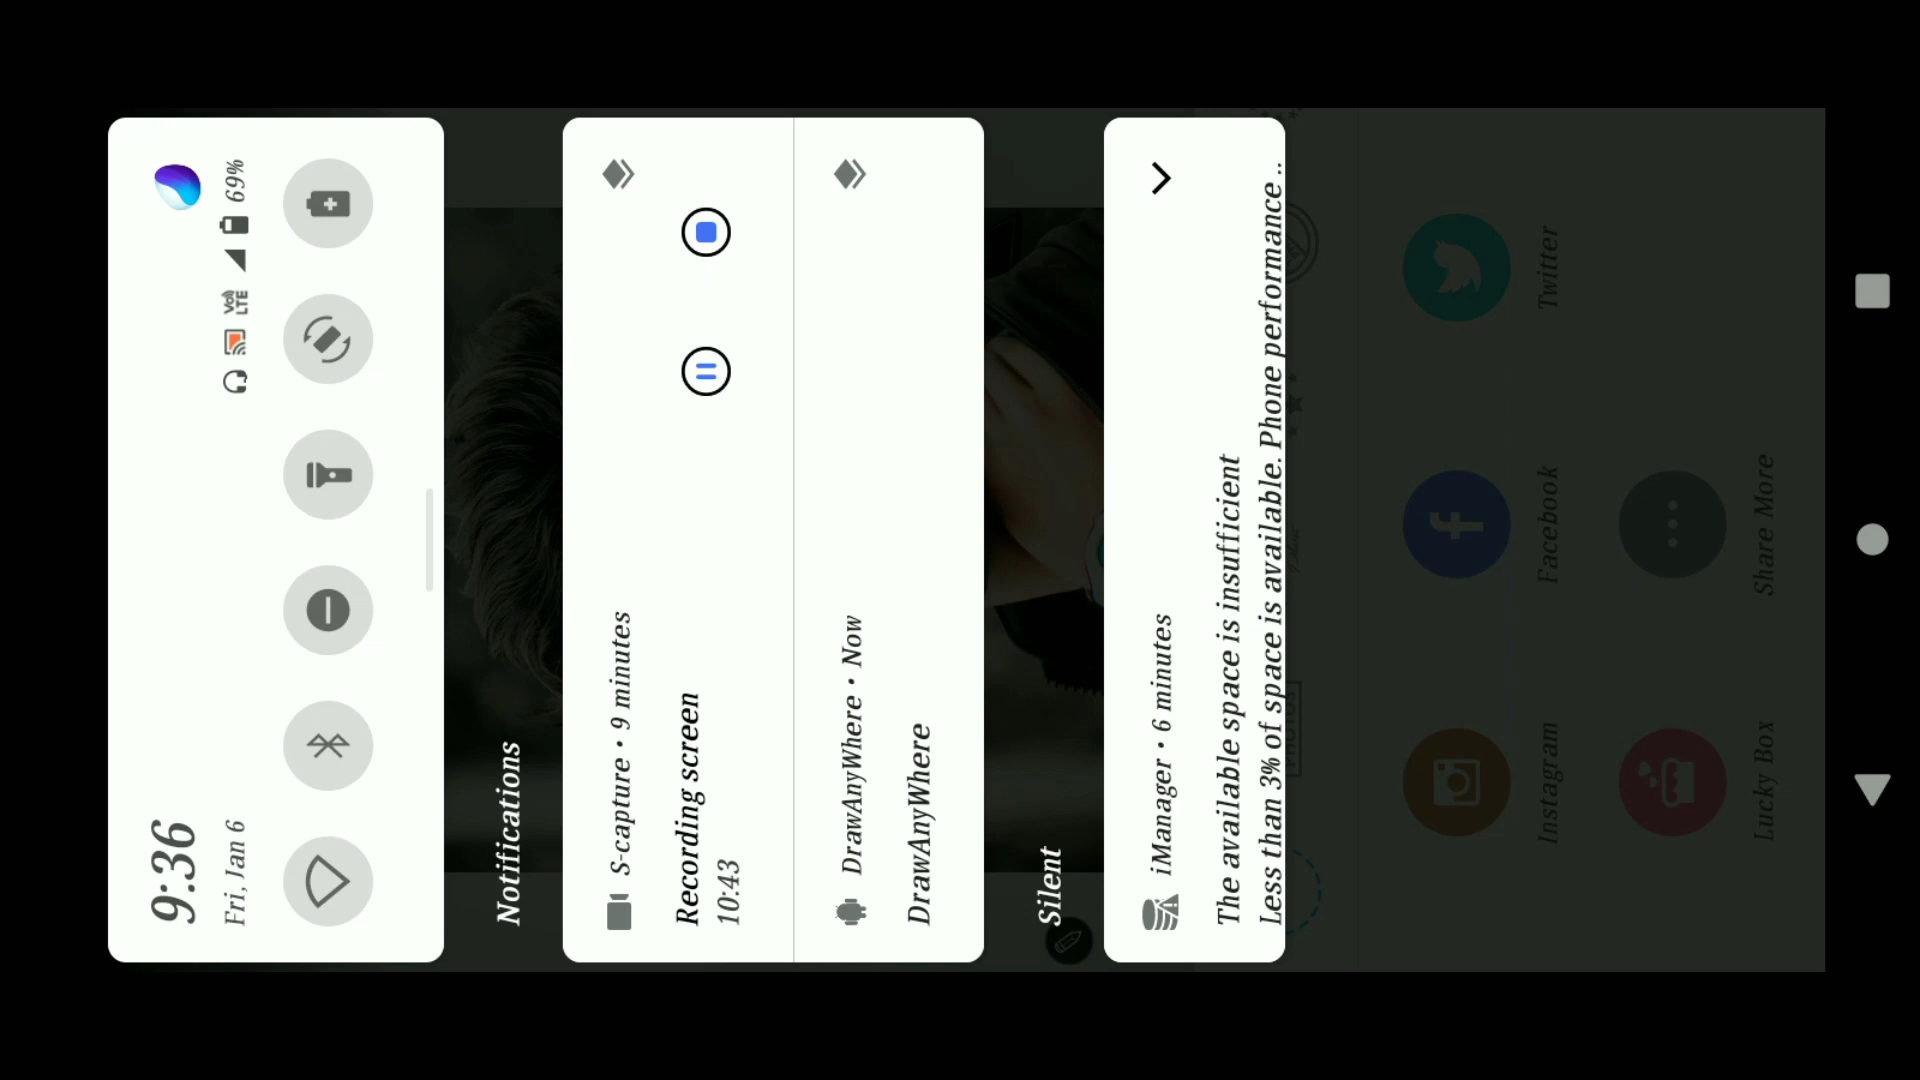 9:36
Fri, Jan 6
Vo))
LTE
69%
Notifications
S-capture • 9 minutes
Recording screen
10:43
DrawAnyWhere • Now
DrawAnyWhere
Silent
iManager • 6 minutes
The available space is insufficient
Less than 3% of space is available. Phone performance ..
Instagram
Facebook
Twitter
Lucky Box
Share More